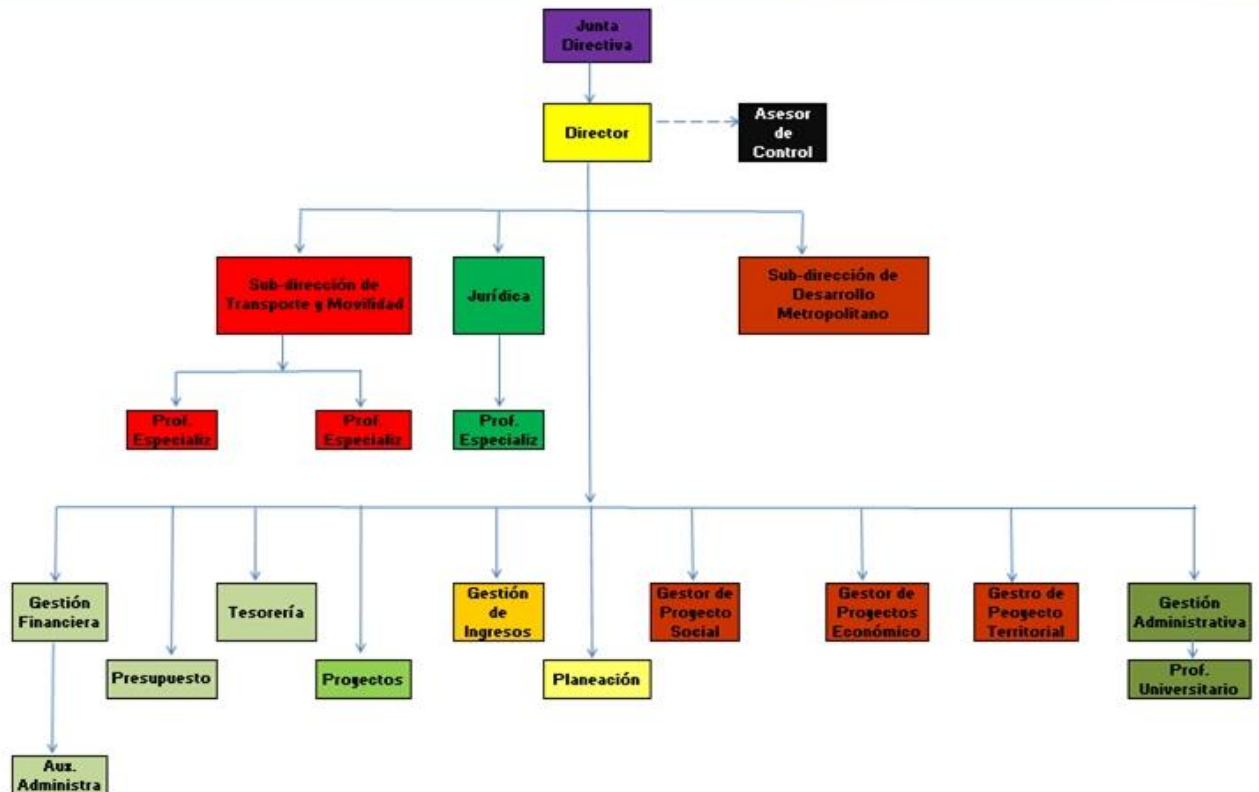 Junta
Directiva
Director
Asesor
de
Control
Sub-dirección de
Transporte y Movilidad
Jurídica
Sub-dirección de
Desarrollo
Metropolitano
Prof.
Especializ
Prof.
Especializ
Prof.
Especializ
Gestión
Financiera
Tesorería
Gestión
de
Ingresos
Gestor de
Proyecto
Social
Gestor de
Proyectos
Económico
Gestro de
Peoyecto
Territorial
Gestión
Administrativa
Presupuesto
Proyectos
Planeación
Prof.
Universitario
Aux.
Administra